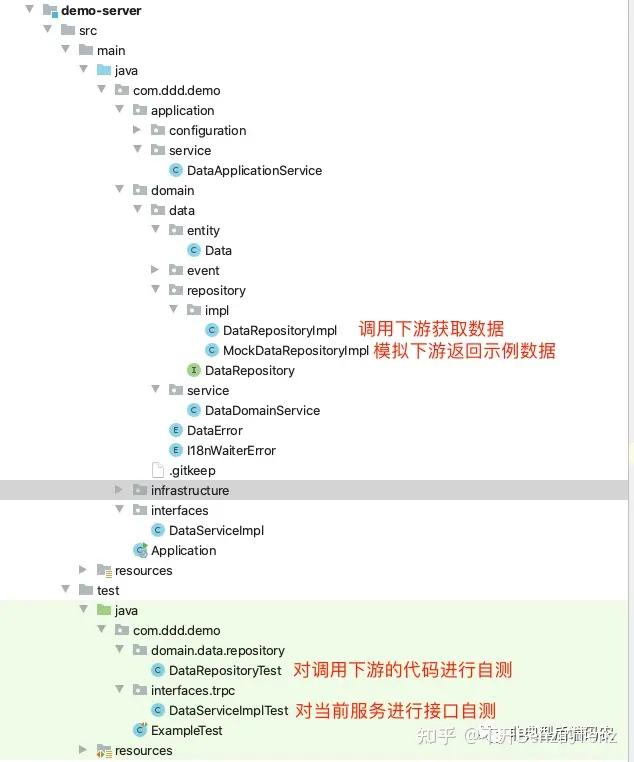 demo-server
src
main
java
com.ddd.demo
application
configuration
service
DataApplicationService
domain
data
entity
Data
event
repository
impl
DataRepositoryImpl 调用下游获取数据
MockDataRepositoryImpl 模拟下游返回示例数据
DataRepository
service
DataDomainService
DataError
I18nWaiterError
.gitkeep
infrastructure
interfaces
DataServiceImpl
Application
resources
test
java
com.ddd.demo
domain.data.repository
DataRepositoryTest 对调用下游的代码进行自测
interfaces.trpc
DataServiceImplTest 对当前服务进行接口自测
ExampleTest
知乎
resources